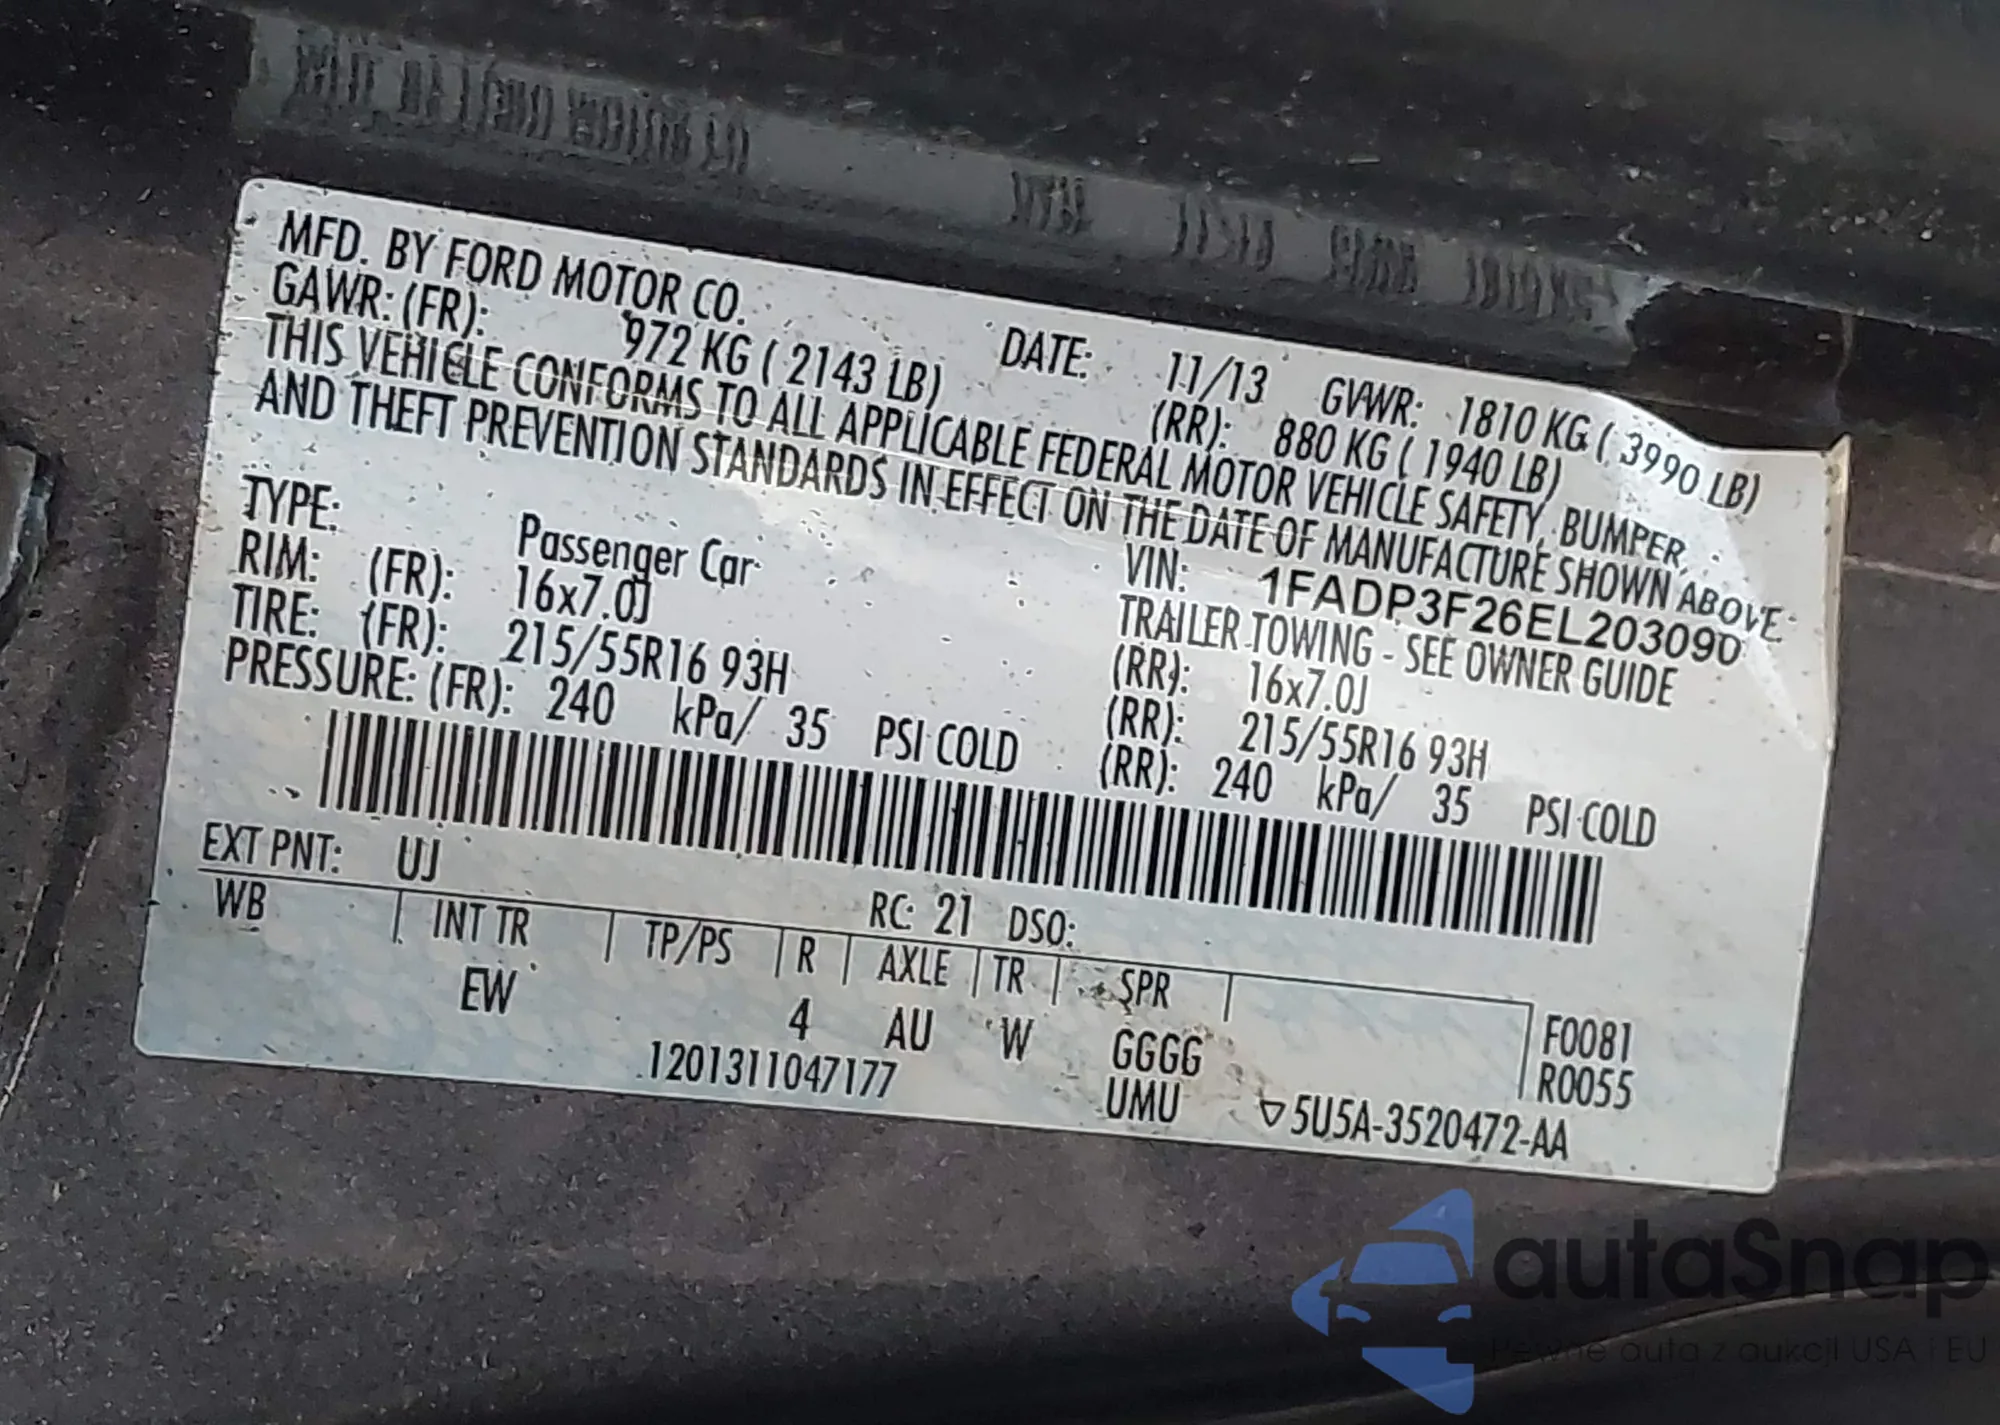 MFD. BY FORD MOTOR CO. DATE: 11/13 GVWR: 1810 KG ( 3990 LB)
GAWR: (FR): 972 KG ( 2143 LB) (RR): 880 KG ( 1940 LB)
THIS VEHICLE CONFORMS TO ALL APPLICABLE FEDERAL MOTOR VEHICLE SAFETY, BUMPER,
AND THEFT PREVENTION STANDARDS IN EFFECT ON THE DATE OF MANUFACTURE SHOWN ABOVE.
VIN: 1FADP3F26EL203090
TYPE: Passenger Car TRAILER TOWING - SEE OWNER GUIDE
RIM: (FR): 16x7.0J (RR): 16x7.0J
TIRE: (FR): 215/55R16 93H (RR): 215/55R16 93H
PRESSURE: (FR): 240 kPa/ 35 PSI COLD (RR): 240 kPa/ 35 PSI COLD
EXT PNT: UJ RC: 21 DSO:
WB INT TR TP/PS R AXLE TR SPR
EW 4 AU W GGGG F0081
1201311047177 UMU R0055
▽5U5A-3520472-AA
autaSnap
Pewne auta z aukcji USA i EU